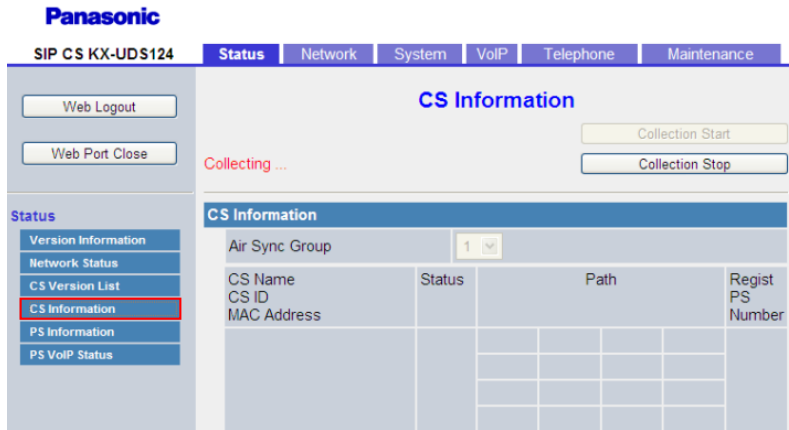 Panasonic
SIP CS KX-UDS124
Status Network System VoIP Telephone Maintenance
Web Logout
Web Port Close
CS Information
Collection Start
Collecting ...
Collection Stop
Status
Version Information
Network Status
CS Version List
CS Information
PS Information
PS VoIP Status
CS Information
Air Sync Group 1
CS Name Status Path Regist
CS ID PS
MAC Address Number